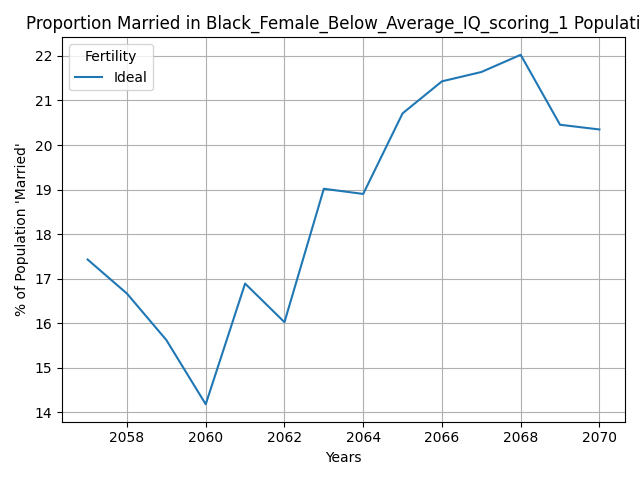 Proportion Married in Black_Female_Below_Average_IQ_scoring_1 Populati
Fertility
Ideal
22
21
20
19
18
17
16
15
14
% of Population 'Married'
2058 2060 2062 2064 2066 2068 2070
Years